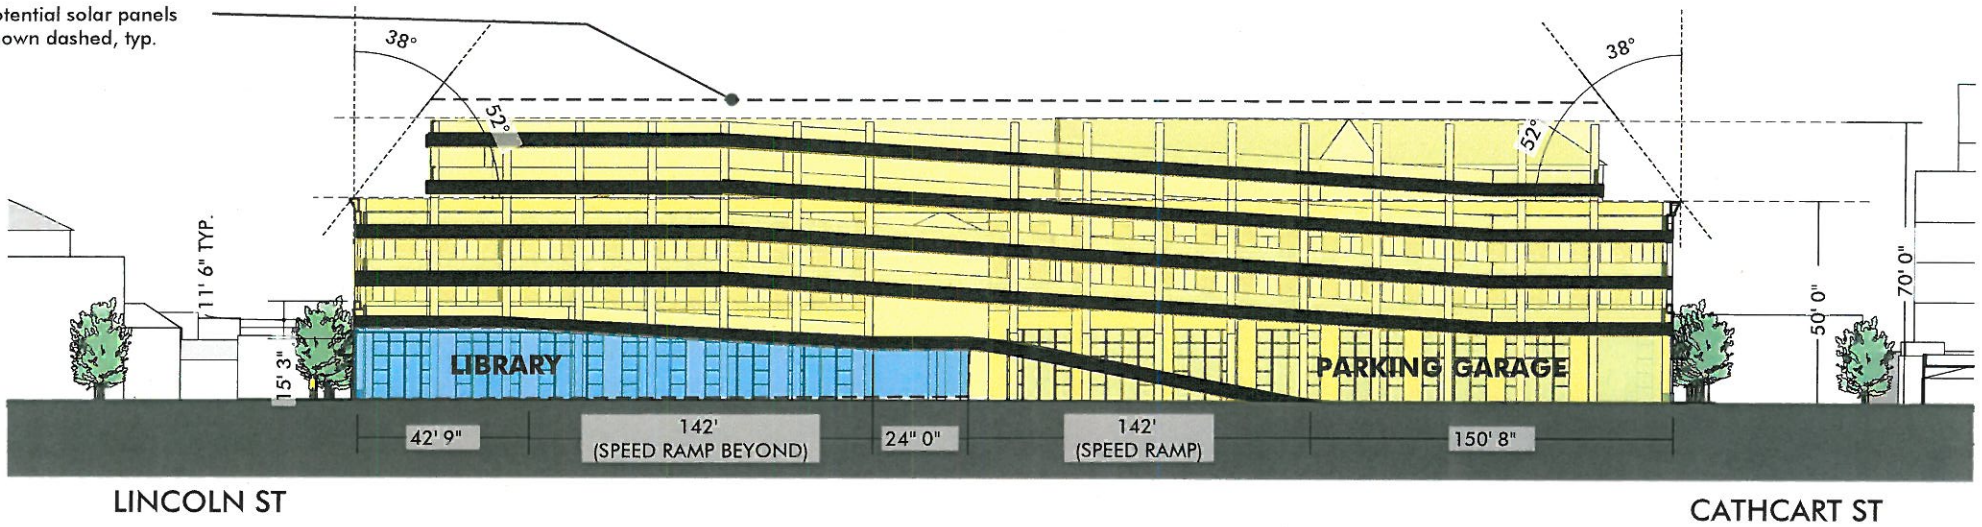 otential solar panels
own dashed, typ.
38°
38°
52°
52°
11' 6" TYP.
15' 3"
50' 0"
70' 0"
LIBRARY
PARKING GARAGE
42' 9"
142'
(SPEED RAMP BEYOND)
24" 0"
142'
(SPEED RAMP)
150' 8"
LINCOLN ST
CATHCART ST